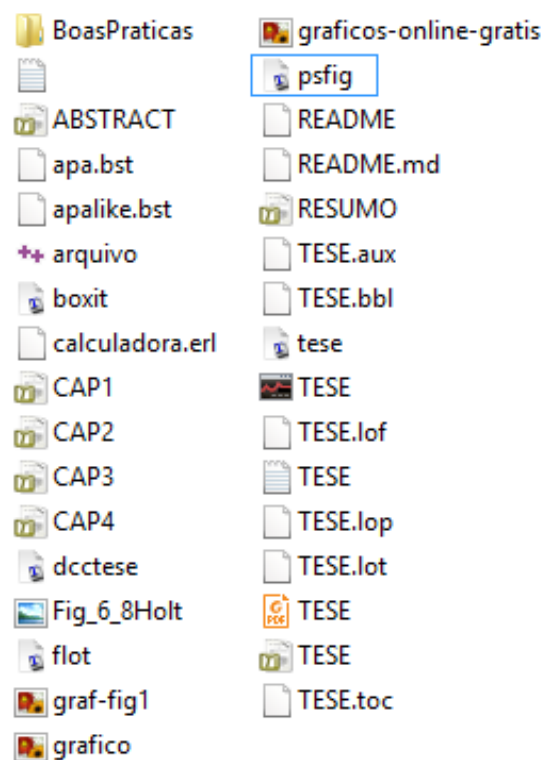 BoasPraticas
ABSTRACT
apa.bst
apalike.bst
arquivo
boxit
calculadora.erl
CAP1
CAP2
CAP3
CAP4
dcctese
Fig_6_8Holt
flot
graf-fig1
grafico
graficos-online-gratis
psfig
README
README.md
RESUMO
TESE.aux
TESE.bbl
tese
TESE
TESE.lof
TESE
TESE.lop
TESE.lot
TESE
TESE
TESE.toc